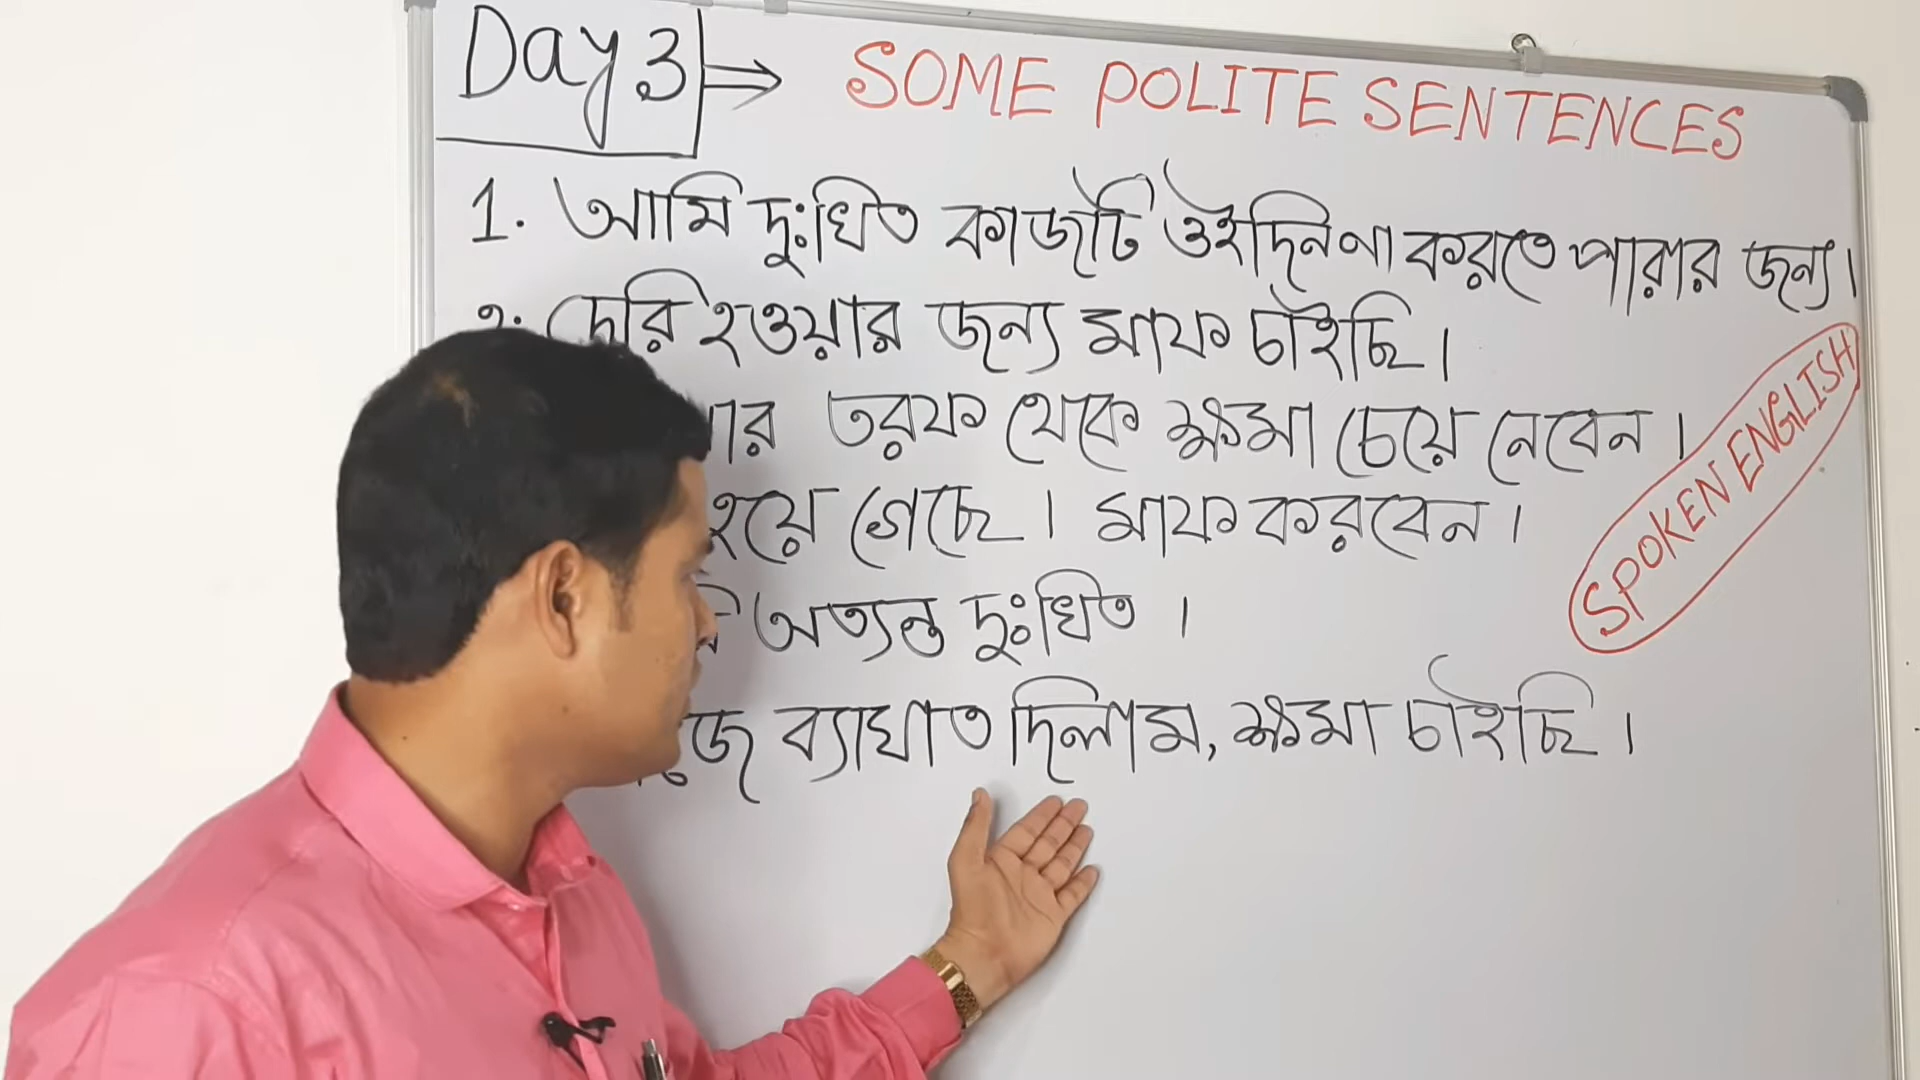 Day 3 ⇒ SOME POLITE SENTENCES
1. আমি দুঃখিত কাজটি ওইদিন না করতে পারার জন্য।
২. দেরি হওয়ার জন্য মাফ চাইছি।
তরফ থেকে ক্ষমা চেয়ে নেবেন।
হয়ে গেছে। মাফ করবেন।
অত্যন্ত দুঃখিত।
ব্যাঘাত দিলাম, ক্ষমা চাইছি।
SPOKEN ENGLISH